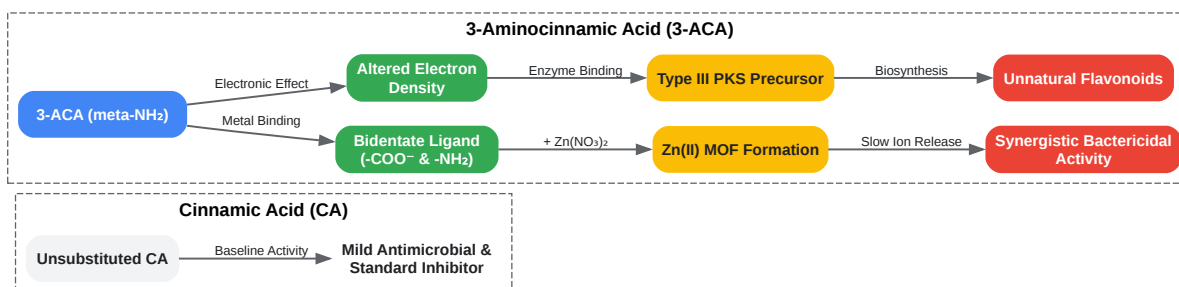 3-Aminocinnamic Acid (3-ACA)
3-ACA (meta-NH₂)
Electronic Effect
Altered Electron
Density
Enzyme Binding
Type III PKS Precursor
Biosynthesis
Unnatural Flavonoids
Metal Binding
Bidentate Ligand
(-COO⁻ & -NH₂)
+ Zn(NO₃)₂
Zn(II) MOF Formation
Slow Ion Release
Synergistic Bactericidal
Activity
Cinnamic Acid (CA)
Unsubstituted CA
Baseline Activity
Mild Antimicrobial &
Standard Inhibitor